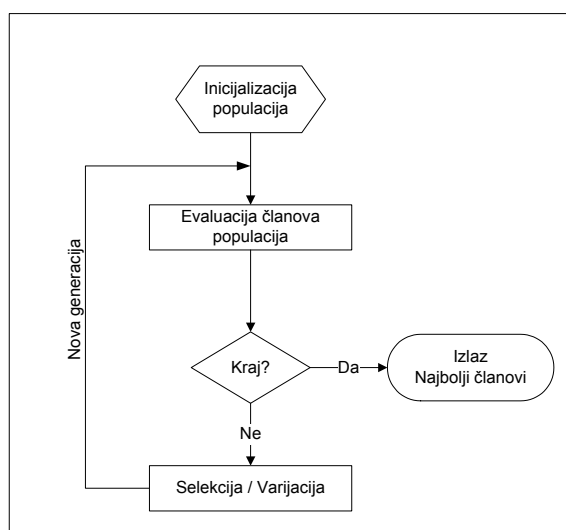 Inicijalizacija
populacija
Evaluacija članova
populacija
Nova generacija
Kraj?
Da
Izlaz
Najbolji članovi
Ne
Selekcija / Varijacija